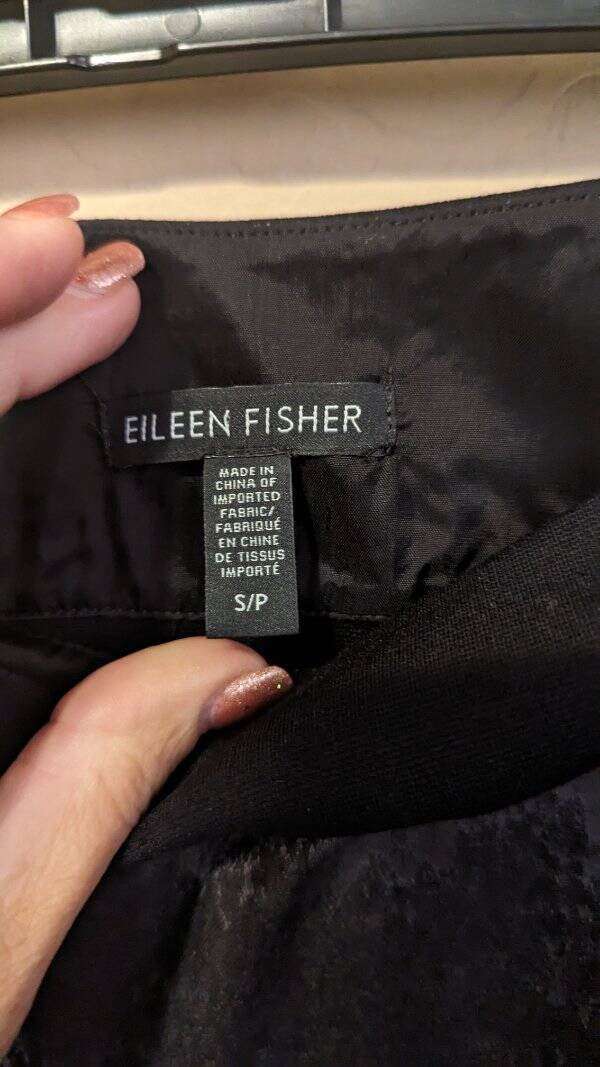 EILEEN FISHER
MADE IN
CHINA OF
IMPORTED
FABRIC/
FABRIQUÉ
EN CHINE
DE TISSUS
IMPORTÉ
S/P